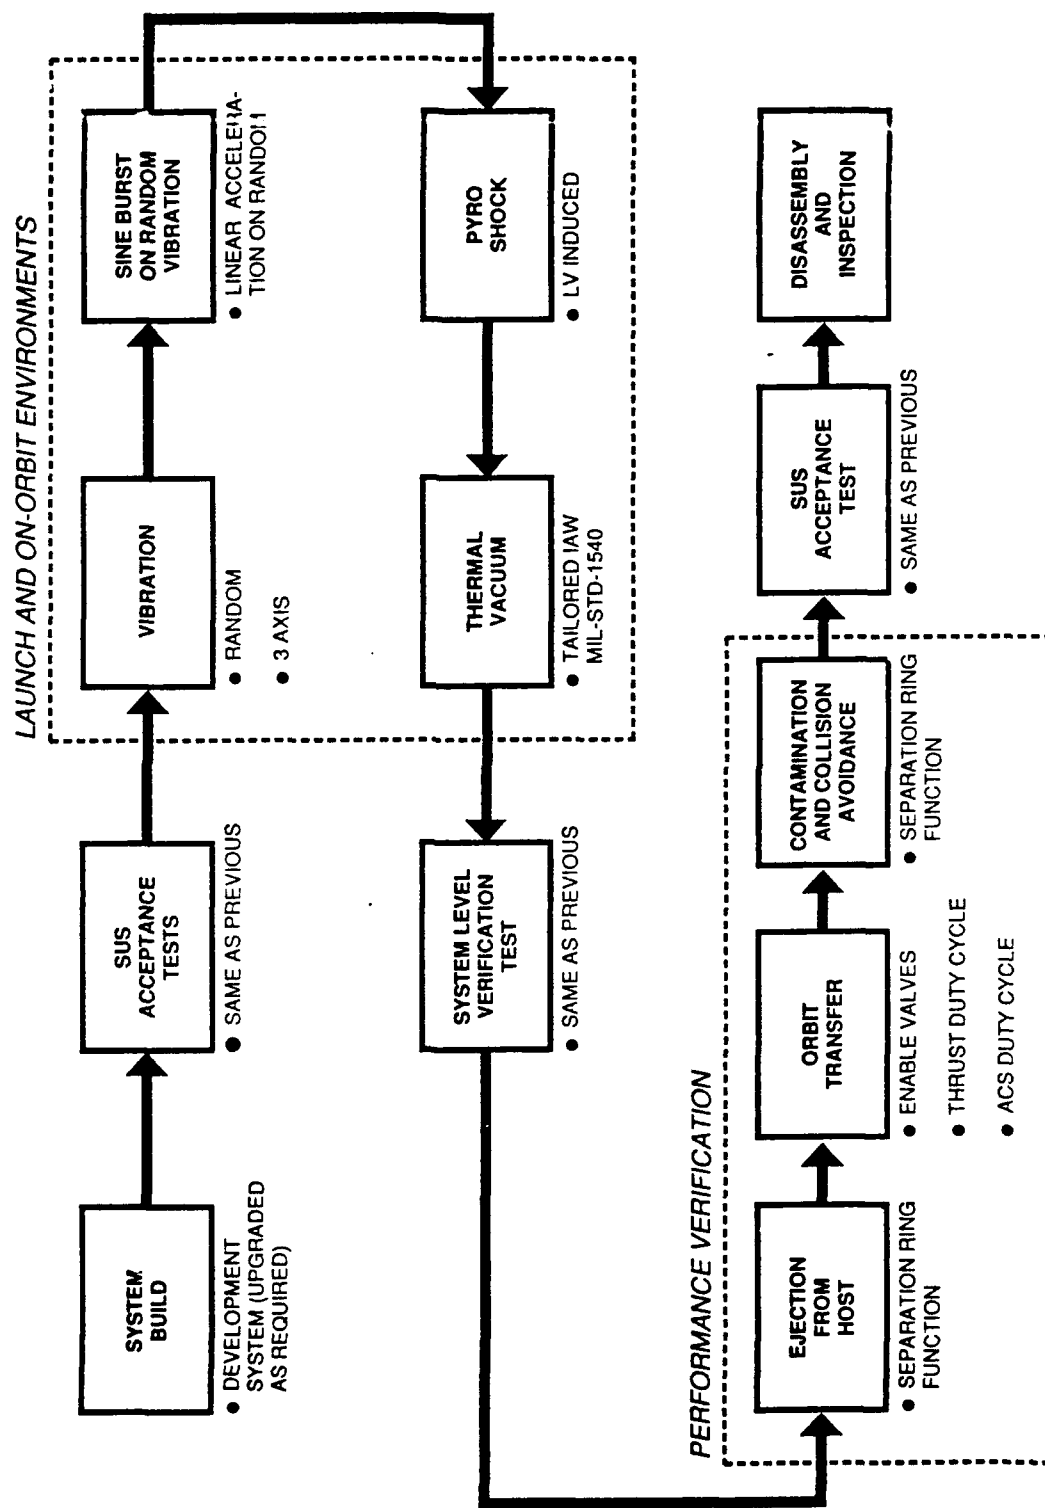 LAUNCH AND ON-ORBIT ENVIRONMENTS
SYSTEM
BUILD
● DEVELOPMENT
SYSTEM (UPGRADED
AS REQUIRED)
SUS
ACCEPTANCE
TESTS
● SAME AS PREVIOUS
VIBRATION
● RANDOM
● 3 AXIS
SINE BURST
ON RANDOM
VIBRATION
● LINEAR ACCELERA-
TION ON RANDOM
PYRO
SHOCK
● LV INDUCED
THERMAL
VACUUM
● TAILORED IAW
MIL-STD-1540
SYSTEM LEVEL
VERIFICATION
TEST
● SAME AS PREVIOUS
PERFORMANCE VERIFICATION
EJECTION
FROM
HOST
● SEPARATION RING
FUNCTION
ORBIT
TRANSFER
● ENABLE VALVES
● THRUST DUTY CYCLE
● ACS DUTY CYCLE
CONTAMINATION
AND COLLISION
AVOIDANCE
● SEPARATION RING
FUNCTION
SUS
ACCEPTANCE
TEST
● SAME AS PREVIOUS
DISASSEMBLY
AND
INSPECTION